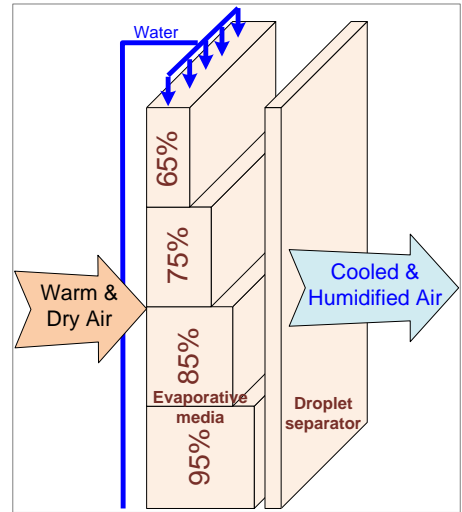 Water
65%
75%
Warm &
Dry Air
Cooled &
Humidified Air
85%
Evaporative
media
Droplet
separator
95%